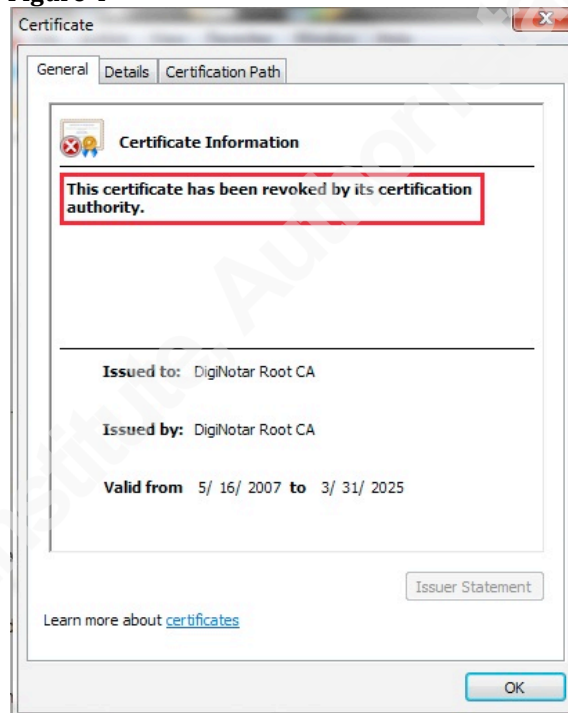 Certificate
General Details Certification Path
Certificate Information
This certificate has been revoked by its certification
authority.
Issued to: DigiNotar Root CA
Issued by: DigiNotar Root CA
Valid from 5/ 16/ 2007 to 3/ 31/ 2025
Issuer Statement
Learn more about certificates
OK